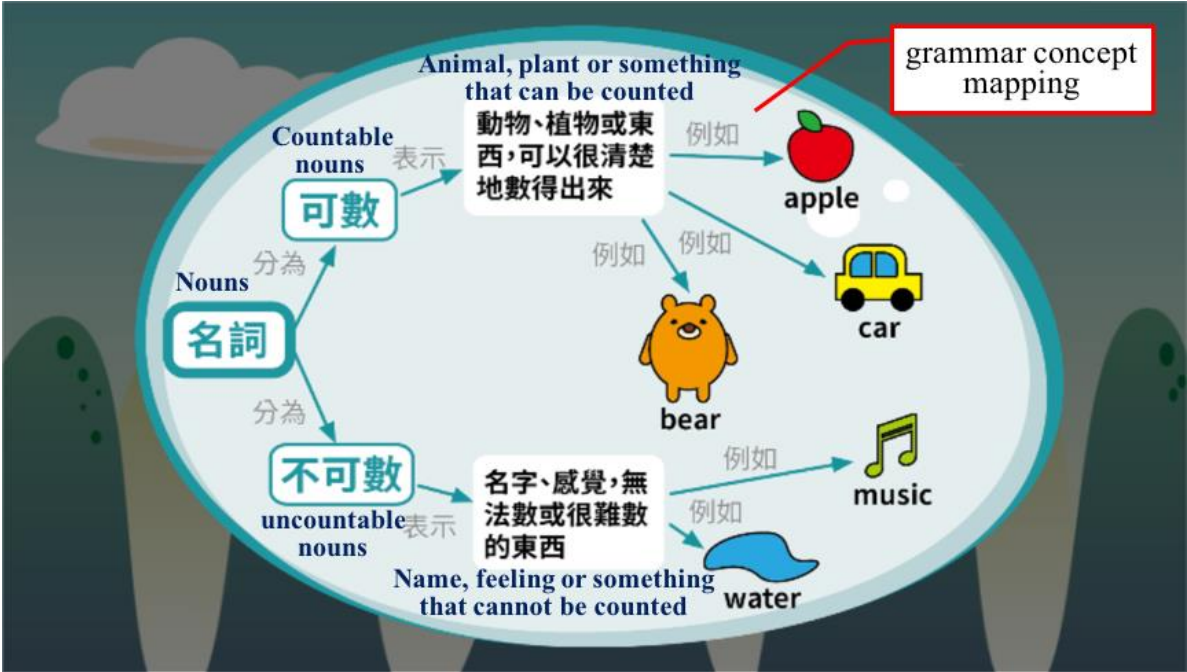 grammar concept
mapping
Animal, plant or something
that can be counted
動物、植物或東
西,可以很清楚
地數得出來
例如
apple
Countable
nouns
表示
可數
分為
例如
例如
car
Nouns
名詞
bear
分為
不可數
uncountable
nouns
表示
名字、感覺,無
法數或很難數
的東西
例如
music
例如
Name, feeling or something
that cannot be counted
water